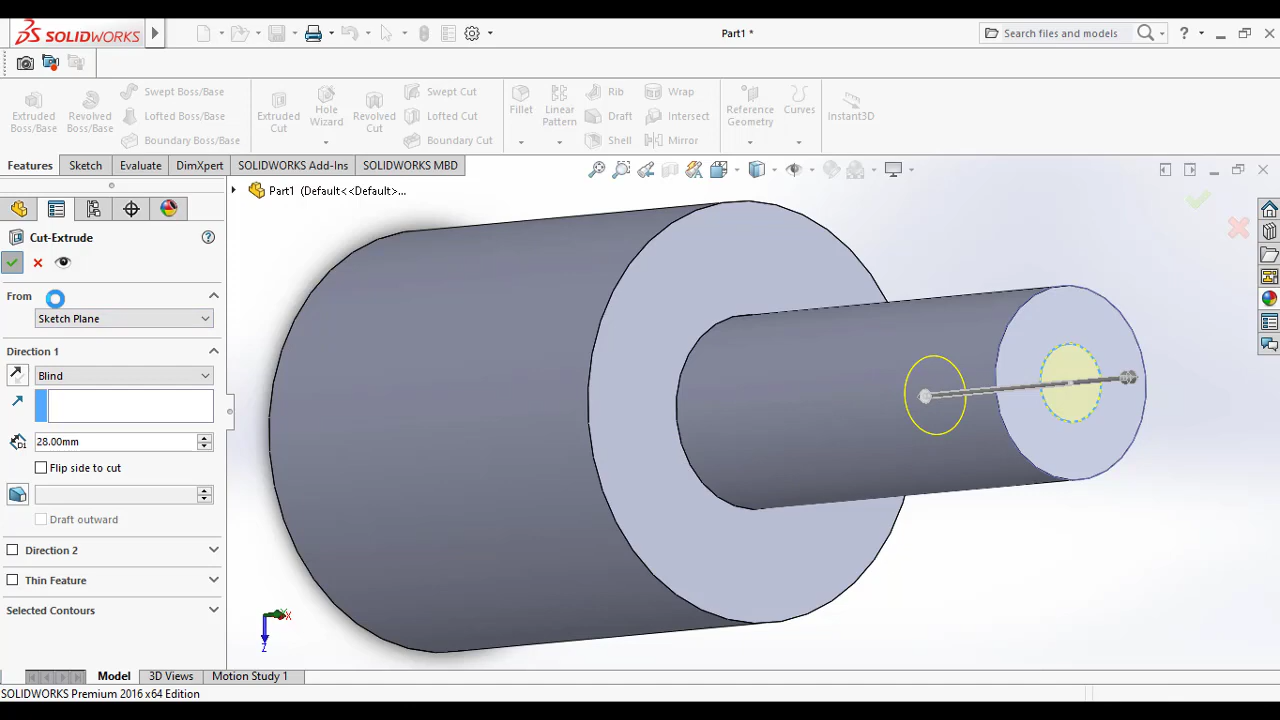 SOLIDWORKS
Part1 *
Search files and models
?
Extruded Boss/Base
Revolved Boss/Base
Swept Boss/Base
Lofted Boss/Base
Boundary Boss/Base
Extruded Cut
Hole Wizard
Revolved Cut
Swept Cut
Lofted Cut
Boundary Cut
Fillet
Linear Pattern
Rib
Draft
Shell
Wrap
Intersect
Mirror
Reference Geometry
Curves
Instant3D
Features
Sketch
Evaluate
DimXpert
SOLIDWORKS Add-Ins
SOLIDWORKS MBD
Part1 (Default<<Default>...
Cut-Extrude
?
From
Sketch Plane
Direction 1
Blind
28.00mm
Flip side to cut
Draft outward
Direction 2
Thin Feature
Selected Contours
X
Z
Model
3D Views
Motion Study 1
SOLIDWORKS Premium 2016 x64 Edition